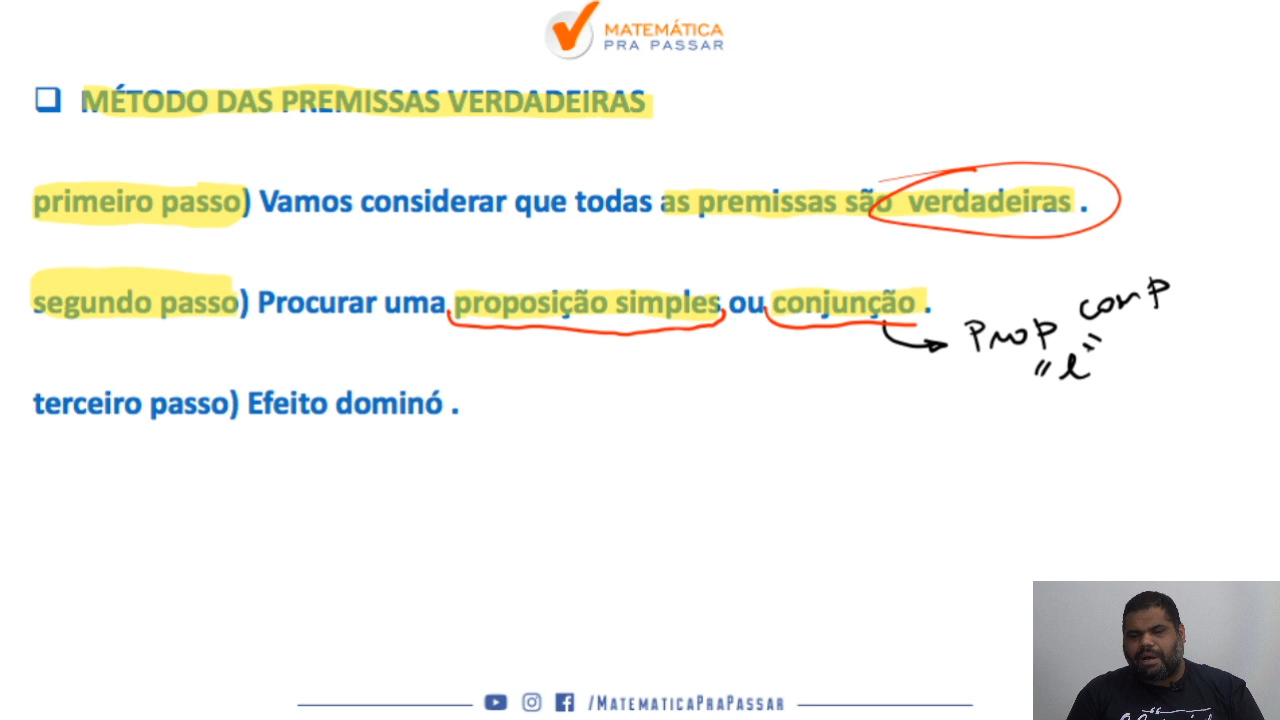 MATEMÁTICA
PRA PASSAR
MÉTODO DAS PREMISSAS VERDADEIRAS
primeiro passo) Vamos considerar que todas as premissas são verdadeiras .
segundo passo) Procurar uma proposição simples ou conjunção .
Prop comp
"e"
terceiro passo) Efeito dominó .
/MatematicaPraPassar